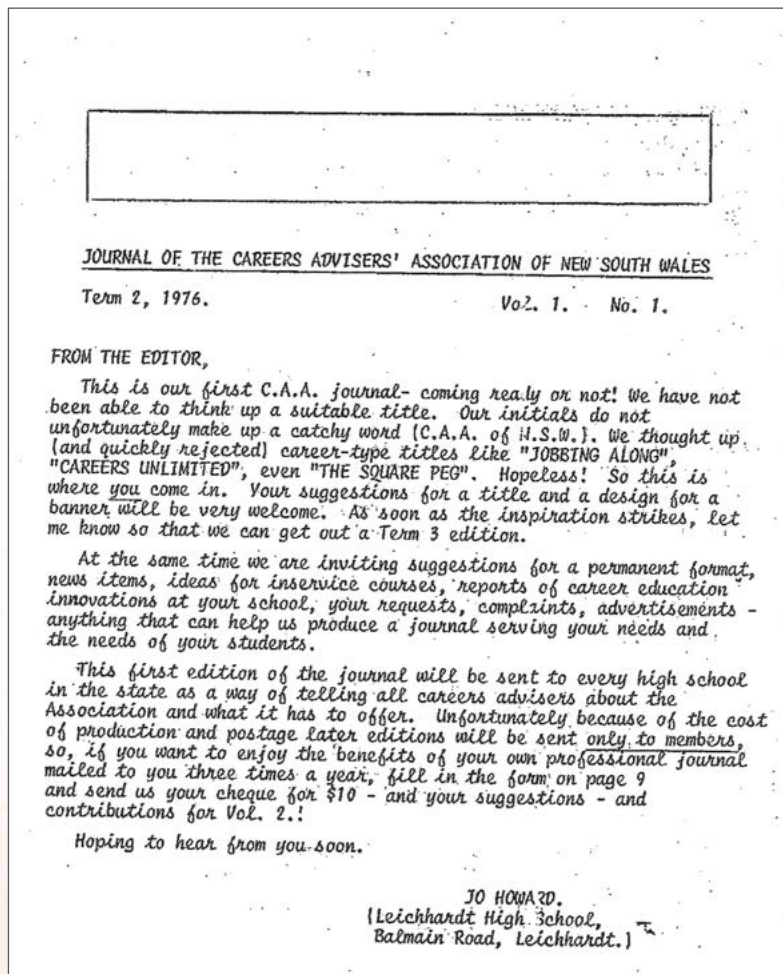 JOURNAL OF THE CAREERS ADVISERS' ASSOCIATION OF NEW SOUTH WALES
Term 2, 1976. Vol. 1. No. 1.
FROM THE EDITOR,
This is our first C.A.A. journal- coming ready or not! We have not
been able to think up a suitable title. Our initials do not
unfortunately make up a catchy word (C.A.A. of N.S.W.). We thought up
(and quickly rejected) career-type titles like "JOBBING ALONG",
"CAREERS UNLIMITED", even "THE SQUARE PEG". Hopeless! So this is
where you come in. Your suggestions for a title and a design for a
banner will be very welcome. As soon as the inspiration strikes, let
me know so that we can get out a Term 3 edition.
At the same time we are inviting suggestions for a permanent format,
news items, ideas for inservice courses, reports of career education
innovations at your school, your requests, complaints, advertisements -
anything that can help us produce a journal serving your needs and
the needs of your students.
This first edition of the journal will be sent to every high school
in the state as a way of telling all careers advisers about the
Association and what it has to offer. Unfortunately because of the cost
of production and postage later editions will be sent only to members,
so, if you want to enjoy the benefits of your own professional journal
mailed to you three times a year, fill in the form on page 9
and send us your cheque for $10 - and your suggestions - and
contributions for Vol. 2.!
Hoping to hear from you soon.
JO HOWARD.
(Leichhardt High School,
Balmain Road, Leichhardt.)